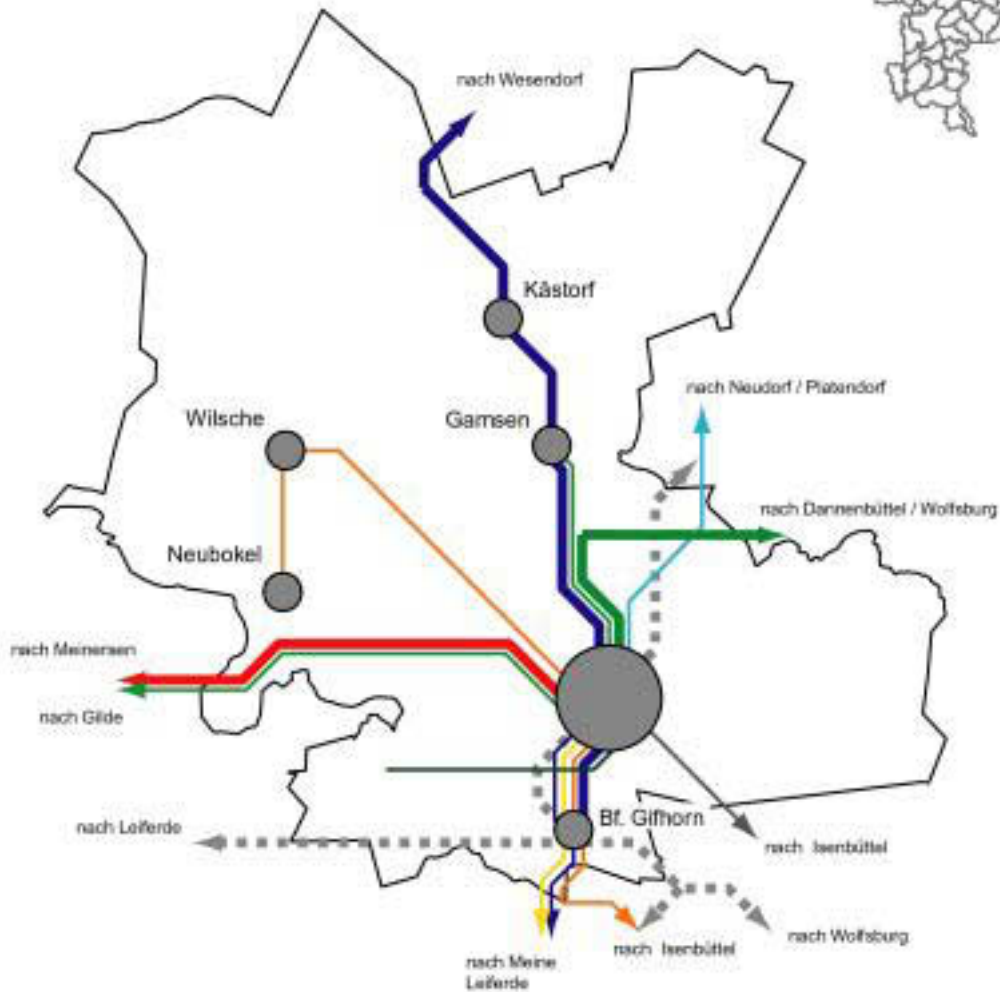 nach Wesendorf
Kästorf
nach Neudorf / Platendorf
Wilsche
Gamsen
nach Dannenbüttel / Wolfsburg
Neubokel
nach Meinersen
nach Gilde
Bf. Gifhorn
nach Leiferde
nach Isenbüttel
nach Isenbüttel
nach Wolfsburg
nach Meine
Leiferde